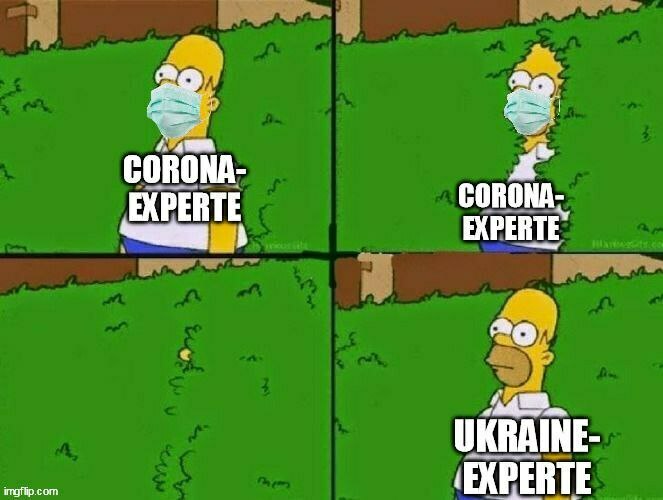 CORONA-
EXPERTE
CORONA-
EXPERTE
UKRAINE-
EXPERTE
imgflip.com